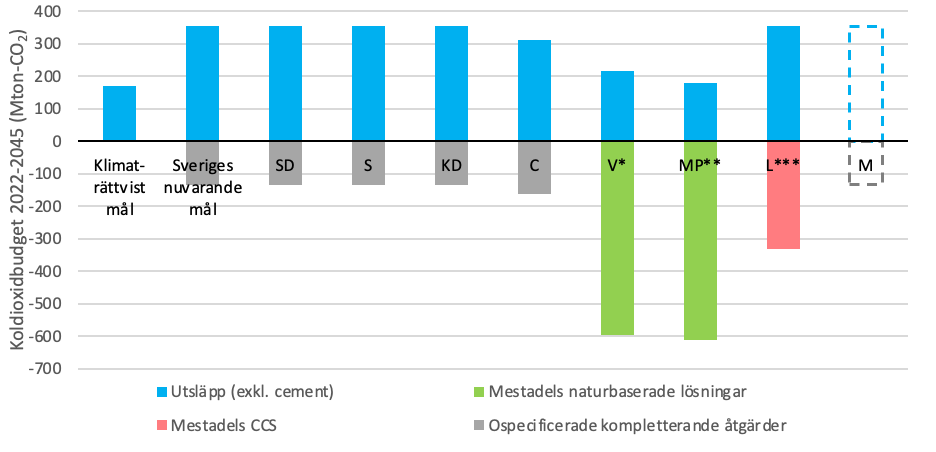 Koldioxidbudget 2022-2045 (Mton-CO₂)
400
300
200
100
0
-100
-200
-300
-400
-500
-600
-700
Klimat-
rättvist
mål
Sveriges
nuvarande
mål
SD
S
KD
C
V*
MP**
L***
M
Utsläpp (exkl. cement)
Mestadels naturbaserade lösningar
Mestadels CCS
Ospecificerade kompletterande åtgärder